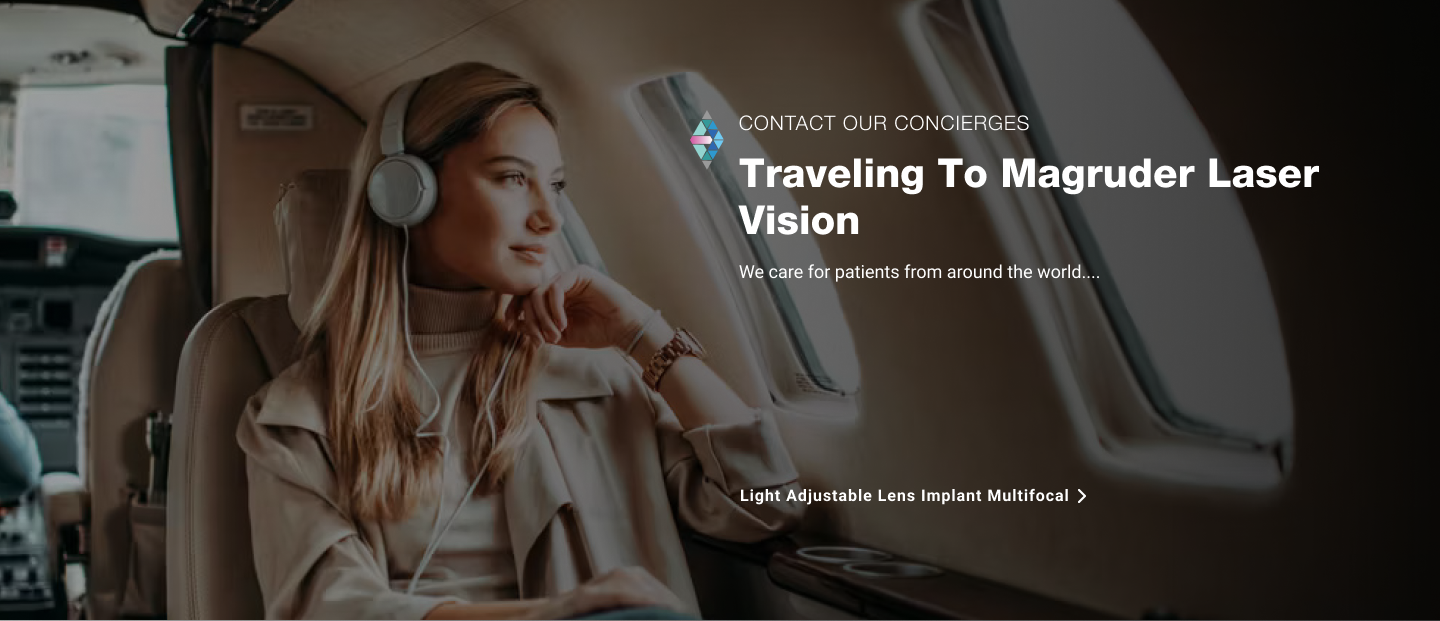 CONTACT OUR CONCIERGES
Traveling To Magruder Laser
Vision
We care for patients from around the world....
Light Adjustable Lens Implant Multifocal